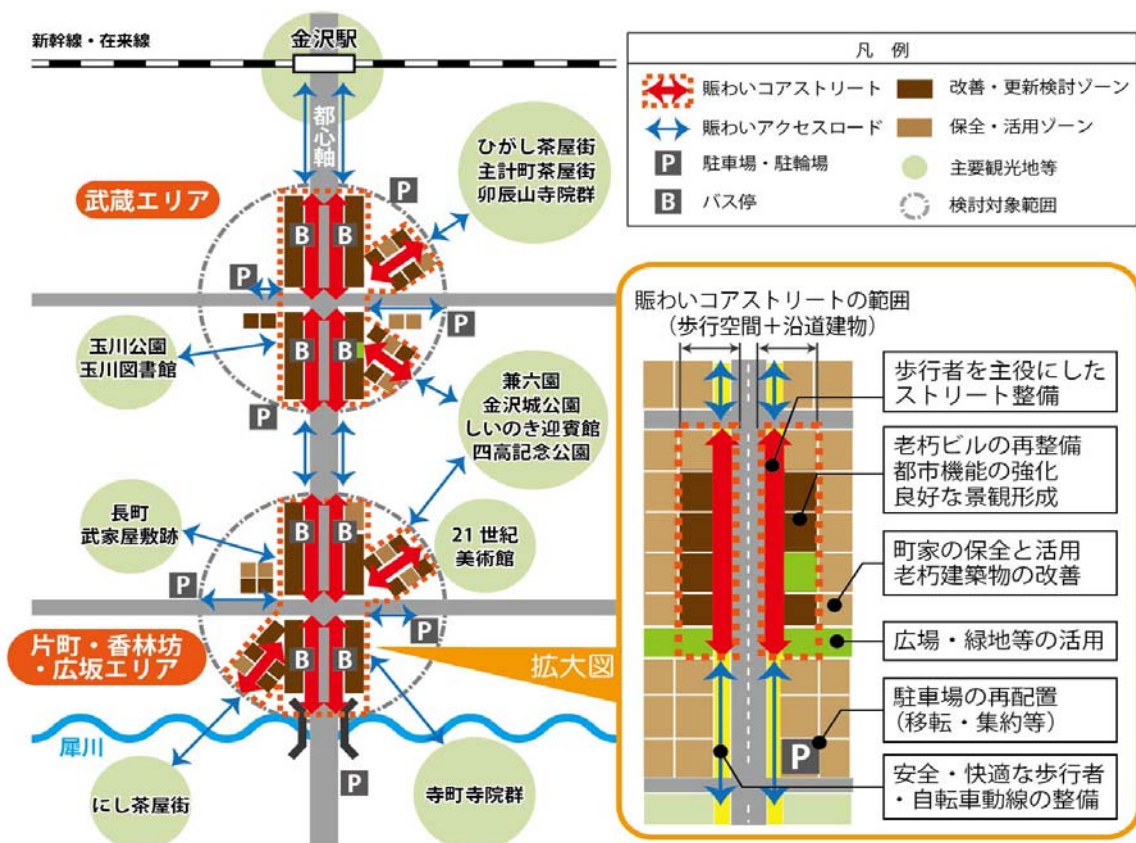 新幹線・在来線
金沢駅
都心軸
武蔵エリア
ひがし茶屋街
主計町茶屋街
卯辰山寺院群
P
B
B
P
P
玉川公園
玉川図書館
B
B
P
兼六園
金沢城公園
しいのき迎賓館
四高記念公園
長町
武家屋敷跡
B
B
21世紀
美術館
P
P
片町・香林坊
・広坂エリア
B
B
拡大図
犀川
P
にし茶屋街
寺町寺院群
凡 例
賑わいコアストリート
改善・更新検討ゾーン
賑わいアクセスロード
保全・活用ゾーン
P 駐車場・駐輪場
主要観光地等
B バス停
検討対象範囲
賑わいコアストリートの範囲
(歩行空間+沿道建物)
歩行者を主役にした
ストリート整備
老朽ビルの再整備
都市機能の強化
良好な景観形成
町家の保全と活用
老朽建築物の改善
広場・緑地等の活用
駐車場の再配置
(移転・集約等)
P
安全・快適な歩行者
・自転車動線の整備